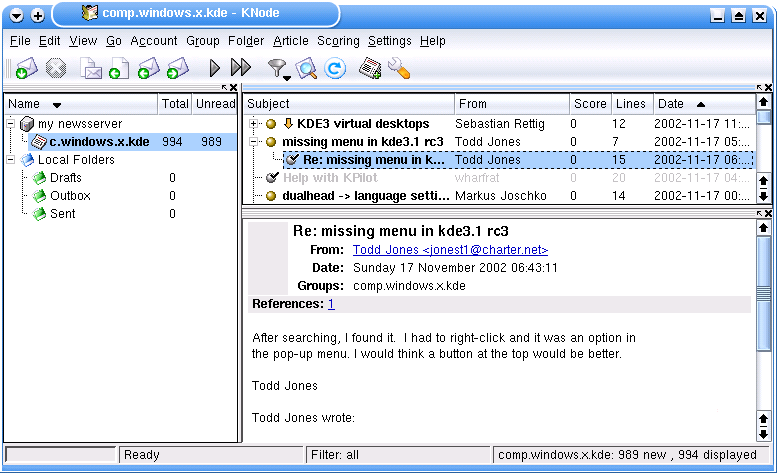 comp.windows.x.kde - KNode
File Edit View Go Account Group Folder Article Scoring Settings Help
Name Total Unread
my newsserver
c.windows.x.kde 994 989
Local Folders
Drafts 0
Outbox 0
Sent 0
Subject From Score Lines Date
KDE3 virtual desktops Sebastian Rettig 0 12 2002-11-17 11:...
missing menu in kde3.1 rc3 Todd Jones 0 7 2002-11-17 05:...
Re: missing menu in k... Todd Jones 0 15 2002-11-17 06:...
Help with KPilot wharfrat 0 20 2002-11-17 04:...
dualhead -> language setti... Markus Joschko 0 14 2002-11-17 00:...
Re: missing menu in kde3.1 rc3
From: Todd Jones <jonest1@charter.net>
Date: Sunday 17 November 2002 06:43:11
Groups: comp.windows.x.kde
References: 1
After searching, I found it. I had to right-click and it was an option in
the pop-up menu. I would think a button at the top would be better.
Todd Jones
Todd Jones wrote:
Ready Filter: all comp.windows.x.kde: 989 new , 994 displayed